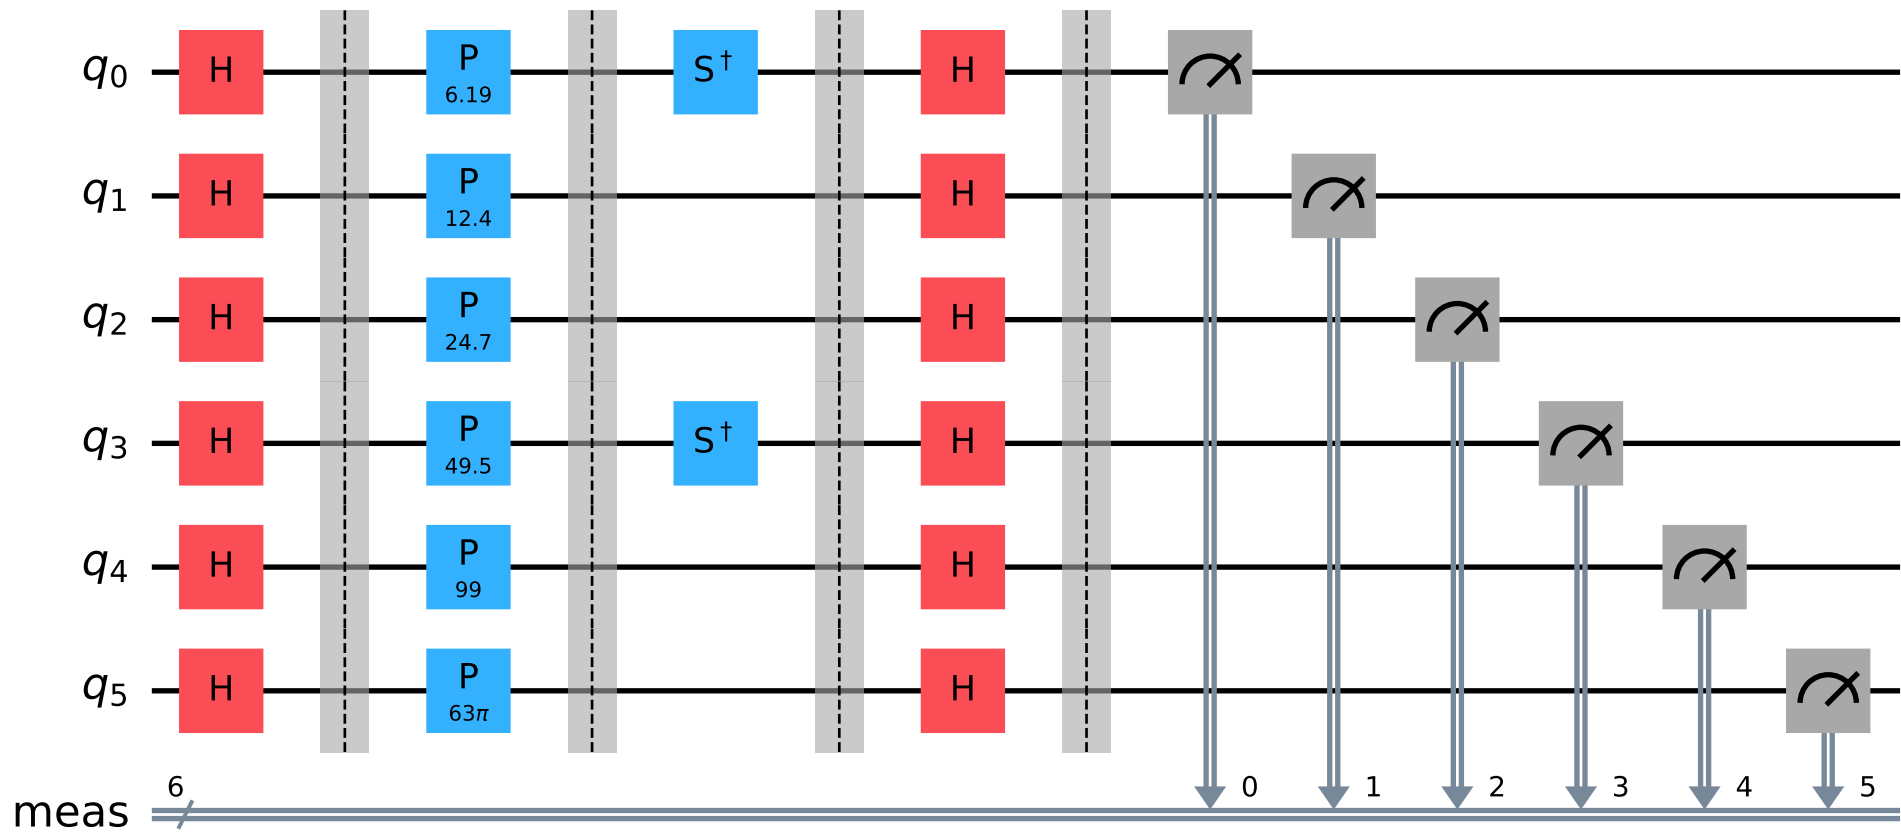 q0 H P 6.19 S† H
q1 H P 12.4 H
q2 H P 24.7 H
q3 H P 49.5 S† H
q4 H P 99 H
q5 H P 63π H
6 0 1 2 3 4 5
meas